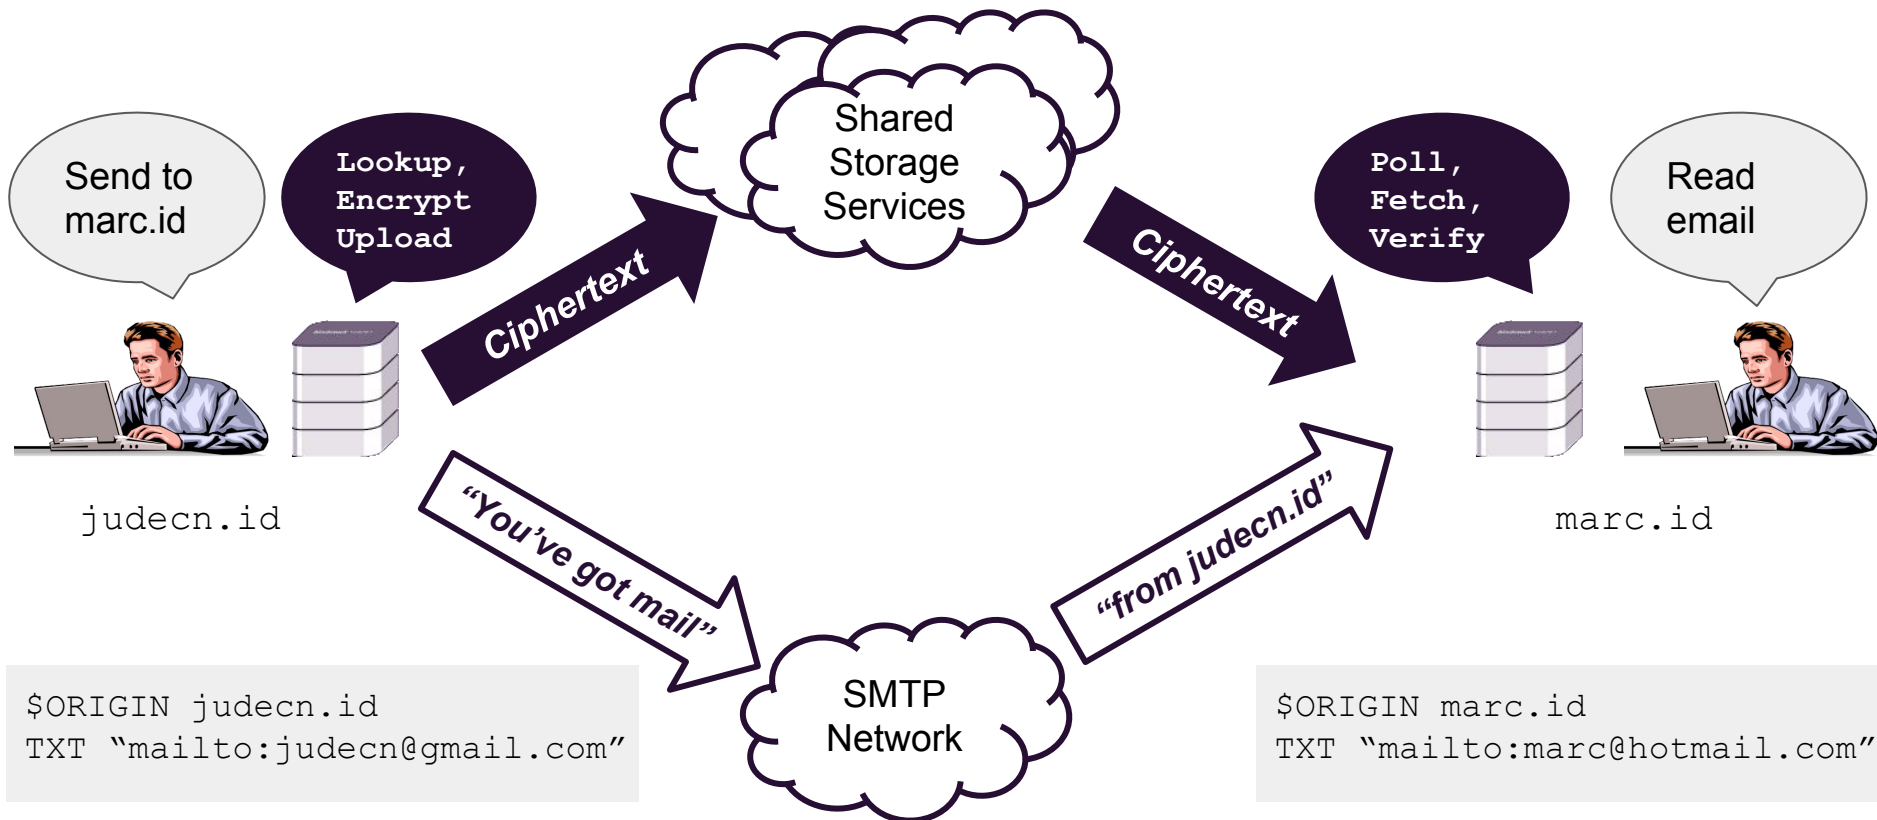 Send to
marc.id
Lookup,
Encrypt
Upload
Ciphertext
Shared
Storage
Services
Ciphertext
Poll,
Fetch,
Verify
Read
email
judecn.id
“You’ve got mail”
“from judecn.id”
marc.id
SMTP
Network
$ORIGIN judecn.id
TXT “mailto:judecn@gmail.com”
$ORIGIN marc.id
TXT “mailto:marc@hotmail.com”